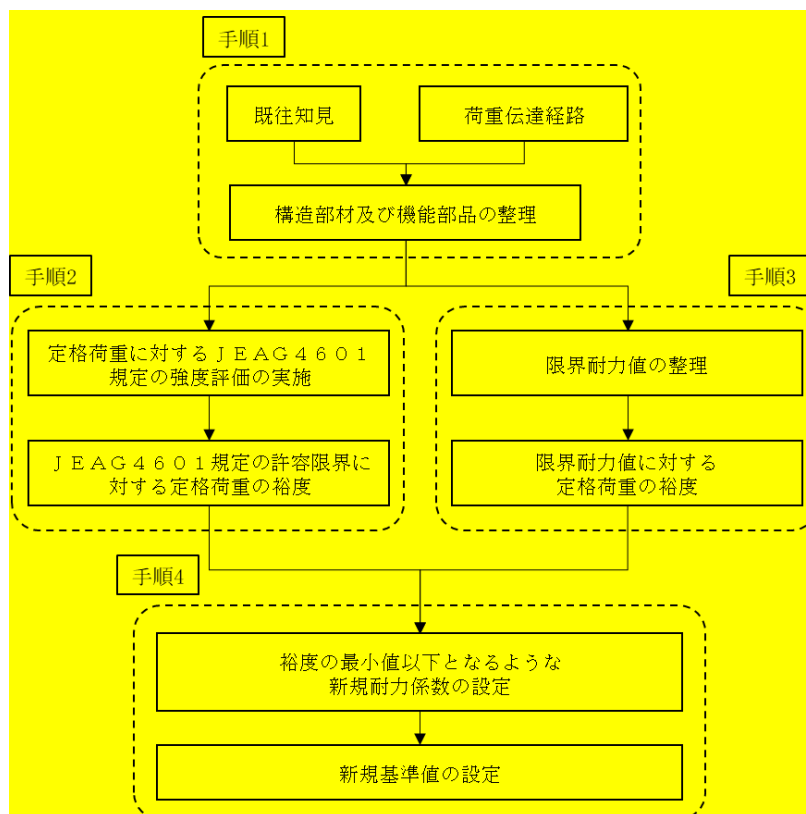 手順1
既往知見
荷重伝達経路
構造部材及び機能部品の整理
手順2
手順3
定格荷重に対するJEAG4601
規定の強度評価の実施
限界耐力値の整理
JEAG4601規定の許容限界に
対する定格荷重の裕度
限界耐力値に対する
定格荷重の裕度
手順4
裕度の最小値以下となるような
新規耐力係数の設定
新規基準値の設定